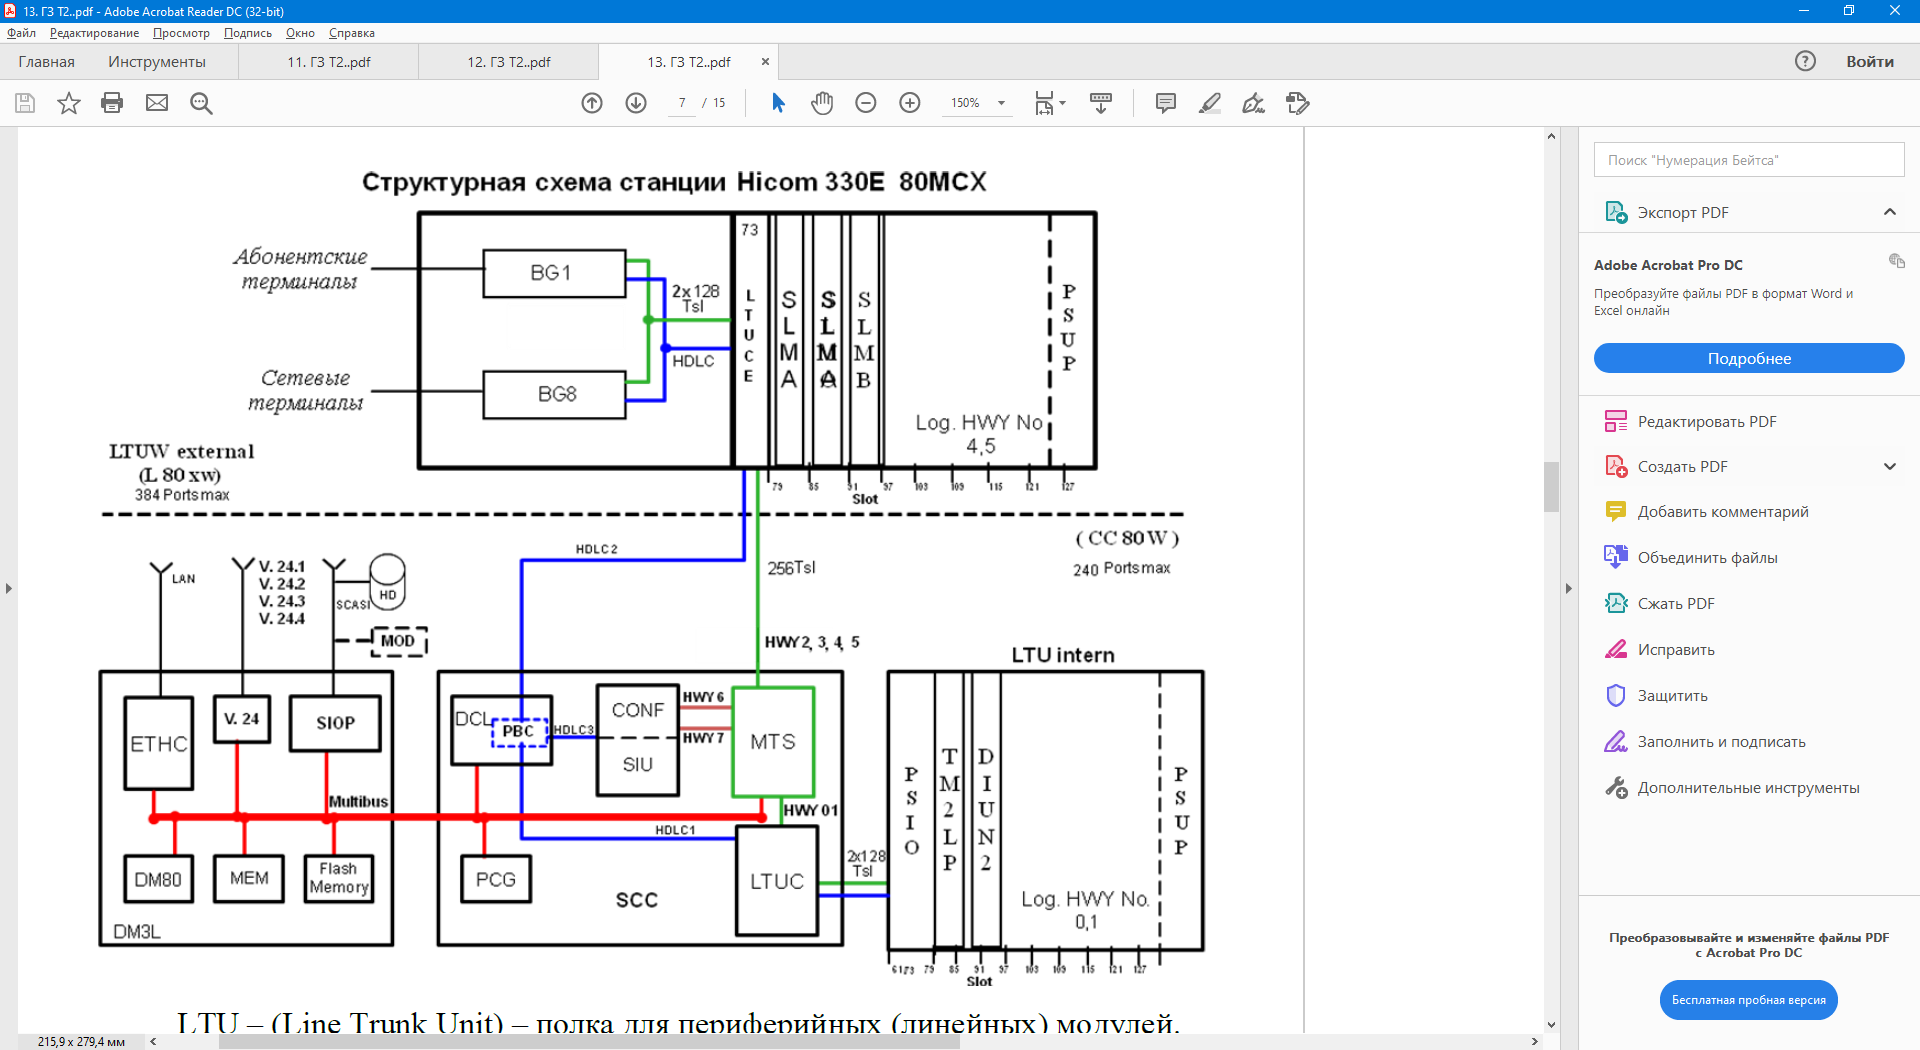 13. ГЗ Т2..pdf - Adobe Acrobat Reader DC (32-bit)
Файл Редактирование Просмотр Подпись Окно Справка
Главная Инструменты 11. ГЗ Т2..pdf 12. ГЗ Т2..pdf 13. ГЗ Т2..pdf × Войти
7 / 15 150%
Структурная схема станции Hicom 330E 80MCX
Абонентские
терминалы
BG1
2x128
Tsl
HDLC
Сетевые
терминалы
BG8
73
LTUCE
SLMA
SLMA
SLMB
PSUP
Log. HWY No
4,5
79 85 91 97 103 109 115 121 127
Slot
LTUW external
(L 80 xw)
384 Ports max
( CC 80 W )
240 Ports max
HDLC 2
256Tsl
HWY 2, 3, 4, 5
LAN
V. 24.1
V. 24.2
V. 24.3
V. 24.4
SCASI
HD
MOD
ETHC
V. 24
SIOP
Multibus
DM80
MEM
Flash
Memory
DM3L
DCL
PBC
HDLC3
CONF
SIU
HWY 6
HWY 7
MTS
HWY 01
HDLC1
PCG
SCC
LTUC
2x128
Tsl
LTU intern
PSIO
TM2LP
DIUN2
PSUP
Log. HWY No.
0,1
61/73 79 85 91 97 103 109 115 121 127
Slot
LTU – (Line Trunk Unit) – полка для периферийных (линейных) модулей.
215,9 x 279,4 мм
Поиск "Нумерация Бейтса"
Экспорт PDF
Adobe Acrobat Pro DC
Преобразуйте файлы PDF в формат Word и
Excel онлайн
Подробнее
Редактировать PDF
Создать PDF
Добавить комментарий
Объединить файлы
Сжать PDF
Исправить
Защитить
Заполнить и подписать
Дополнительные инструменты
Преобразовывайте и изменяйте файлы PDF
с Acrobat Pro DC
Бесплатная пробная версия